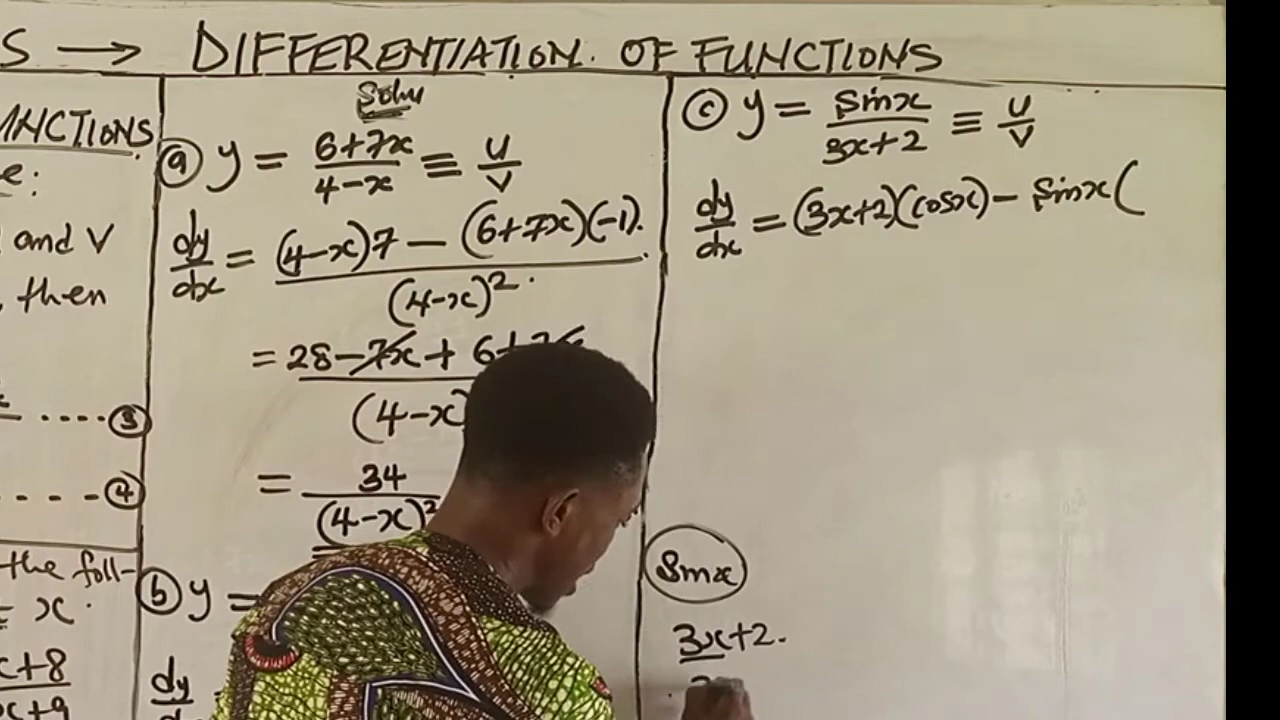 S → DIFFERENTIATION OF FUNCTIONS
NCTIONS
e:
and V
then
.... ③
- - - - ④
the foll-
= x.
x+8
x+9
Soln
ⓐ y = (6+7x)/(4-x) ≡ u/v
dy/dx = ((4-x)7 - (6+7x)(-1))/(4-x)².
= (28-7x+6+
(4-x)
= 34/(4-x)²
ⓑ y =
dy
ⓒ y = sinx/(3x+2) ≡ u/v
dy/dx = (3x+2)(cosx) - sinx(
sinx
3x+2.